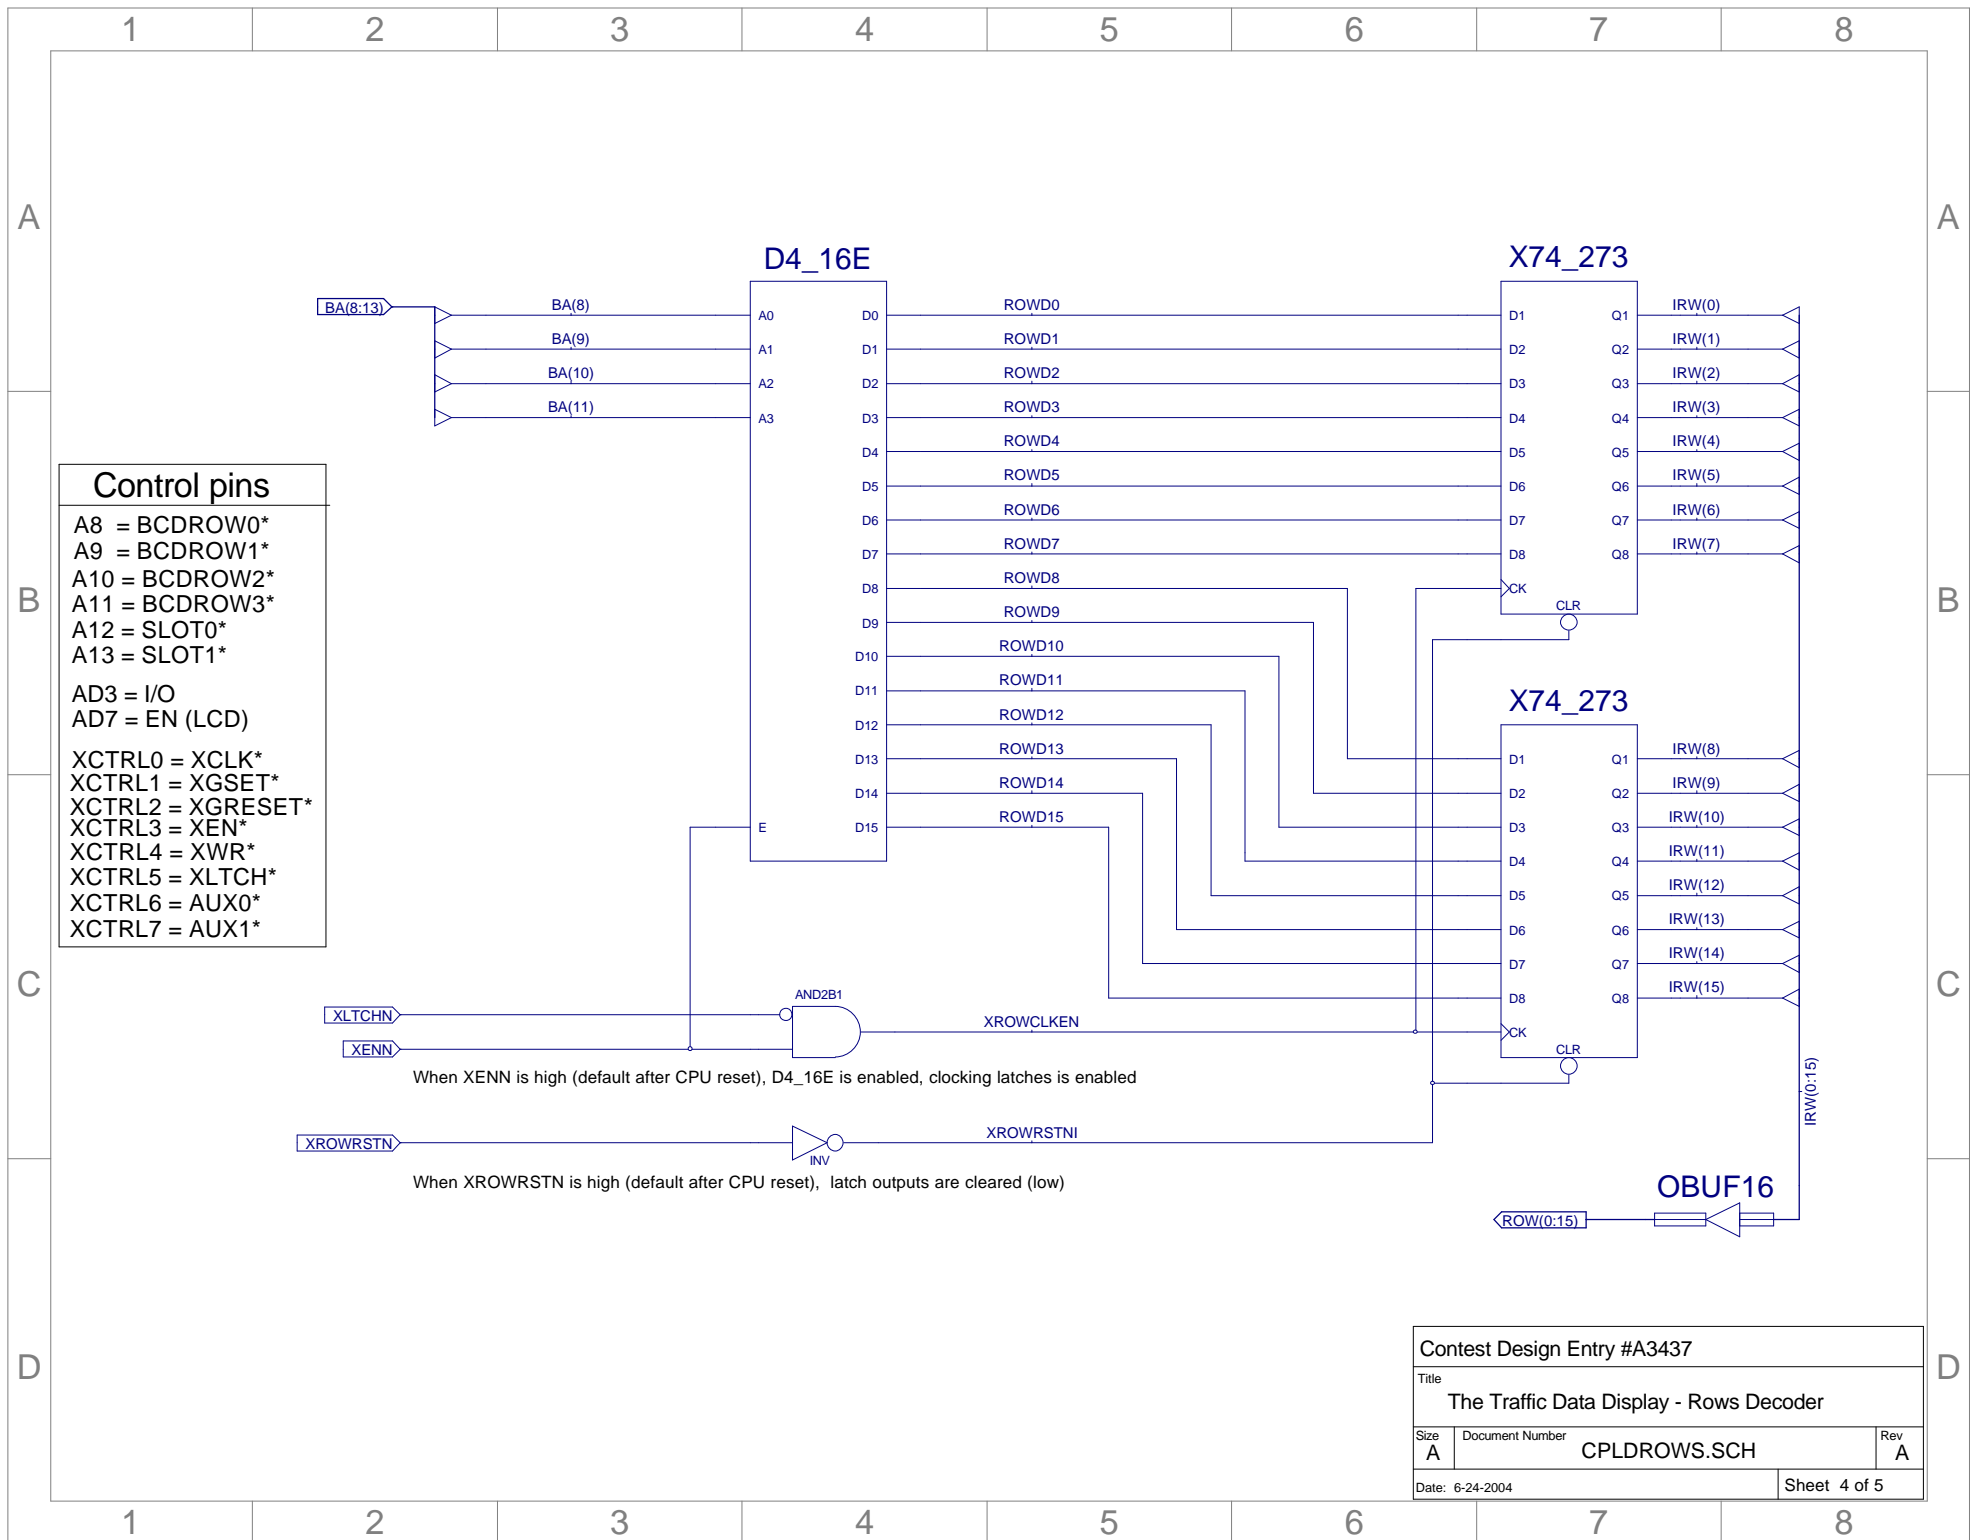 1 2 3 4 5 6 7 8
A A
D4_16E X74_273
BA(8:13)
BA(8) A0 D0 ROWD0 D1 Q1 IRW(0)
BA(9) A1 D1 ROWD1 D2 Q2 IRW(1)
BA(10) A2 D2 ROWD2 D3 Q3 IRW(2)
BA(11) A3 D3 ROWD3 D4 Q4 IRW(3)
D4 ROWD4 D5 Q5 IRW(4)
D5 ROWD5 D6 Q6 IRW(5)
D6 ROWD6 D7 Q7 IRW(6)
D7 ROWD7 D8 Q8 IRW(7)
D8 ROWD8 CK
CLR
D9 ROWD9
D10 ROWD10
D11 ROWD11
X74_273
D12 ROWD12
D13 ROWD13 D1 Q1 IRW(8)
D14 ROWD14 D2 Q2 IRW(9)
E D15 ROWD15 D3 Q3 IRW(10)
D4 Q4 IRW(11)
D5 Q5 IRW(12)
D6 Q6 IRW(13)
D7 Q7 IRW(14)
D8 Q8 IRW(15)
CK
CLR
IRW(0:15)
B B
Control pins
A8 = BCDROW0*
A9 = BCDROW1*
A10 = BCDROW2*
A11 = BCDROW3*
A12 = SLOT0*
A13 = SLOT1*
AD3 = I/O
AD7 = EN (LCD)
XCTRL0 = XCLK*
XCTRL1 = XGSET*
XCTRL2 = XGRESET*
XCTRL3 = XEN*
XCTRL4 = XWR*
XCTRL5 = XLTCH*
XCTRL6 = AUX0*
XCTRL7 = AUX1*
C C
AND2B1
XLTCHN XROWCLKEN
XENN
When XENN is high (default after CPU reset), D4_16E is enabled, clocking latches is enabled
XROWRSTN INV XROWRSTNI
When XROWRSTN is high (default after CPU reset), latch outputs are cleared (low)
OBUF16
ROW(0:15)
D D
Contest Design Entry #A3437
Title
The Traffic Data Display - Rows Decoder
Size A Document Number CPLDROWS.SCH Rev A
Date: 6-24-2004 Sheet 4 of 5
1 2 3 4 5 6 7 8